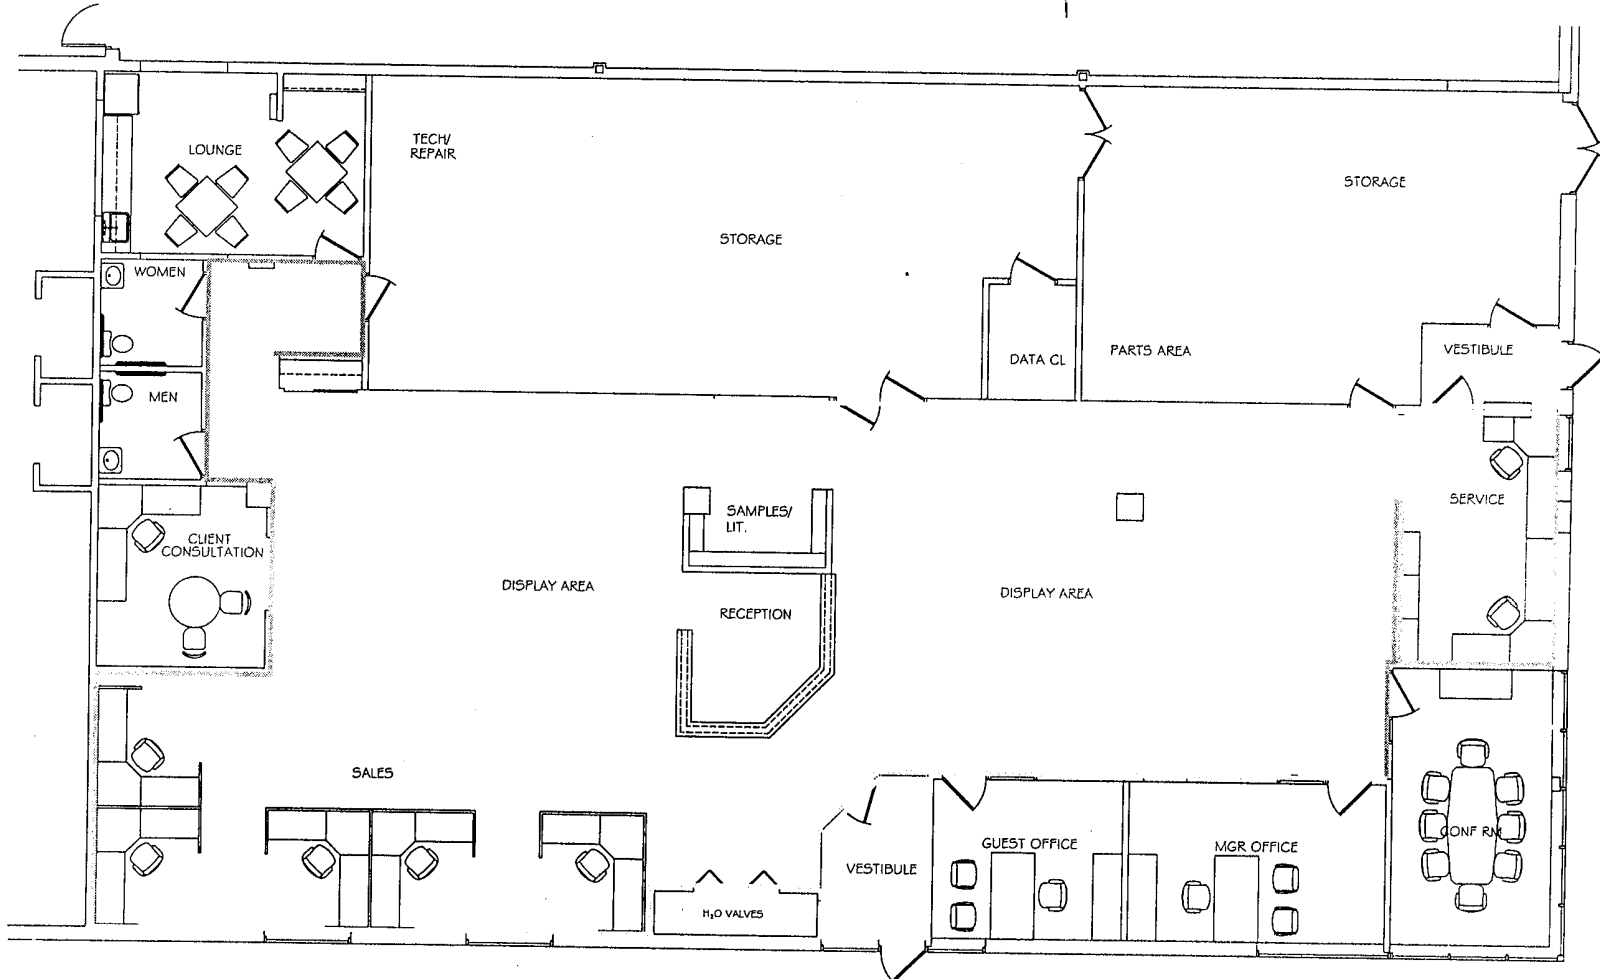 TECH/
REPAIR
LOUNGE
STORAGE
STORAGE
WOMEN
DATA CL
PARTS AREA
VESTIBULE
MEN
SAMPLES/
LIT.
SERVICE
CLIENT
CONSULTATION
DISPLAY AREA
RECEPTION
DISPLAY AREA
SALES
GUEST OFFICE
MGR OFFICE
CONF RM
VESTIBULE
H₂O VALVES